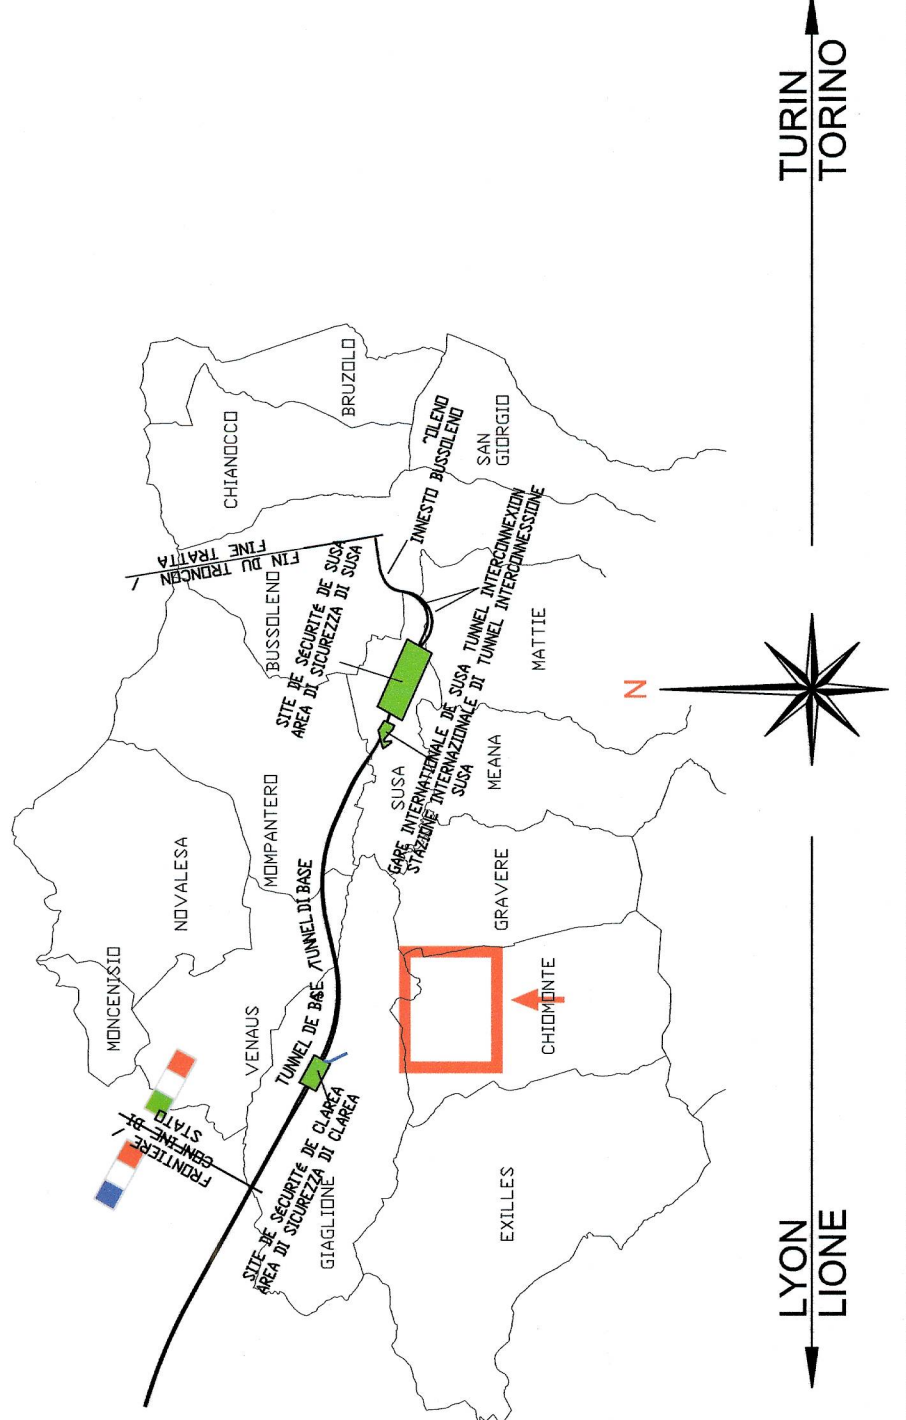 FRONTIERE
CONFINE DI
STATO
MONCENISIO
NOVALESA
VENAUS
MOMPANTERO
GIAGLIONE
CHIANOCCO
BRUZOLO
BUSSOLENO
FIN DU TRONCON
FINE TRATTA
SITE DE SÉCURITÉ DE SUSA
AREA DI SICUREZZA DI SUSA
TUNNEL DE BASE /TUNNEL DI BASE
SITE DE SÉCURITÉ DE CLAREA
AREA DI SICUREZZA DI CLAREA
SUSA
INNESTO BUSSOLENO
TUNNEL INTERCONNEXION
TUNNEL INTERCONNESSIONE
GARE INTERNATIONALE DE SUSA
STAZIONE INTERNAZIONALE DI
SUSA
SAN
GIORGIO
MATTIE
MEANA
GRAVERE
CHIOMONTE
EXILLES
N
LYON
LIONE
TURIN
TORINO